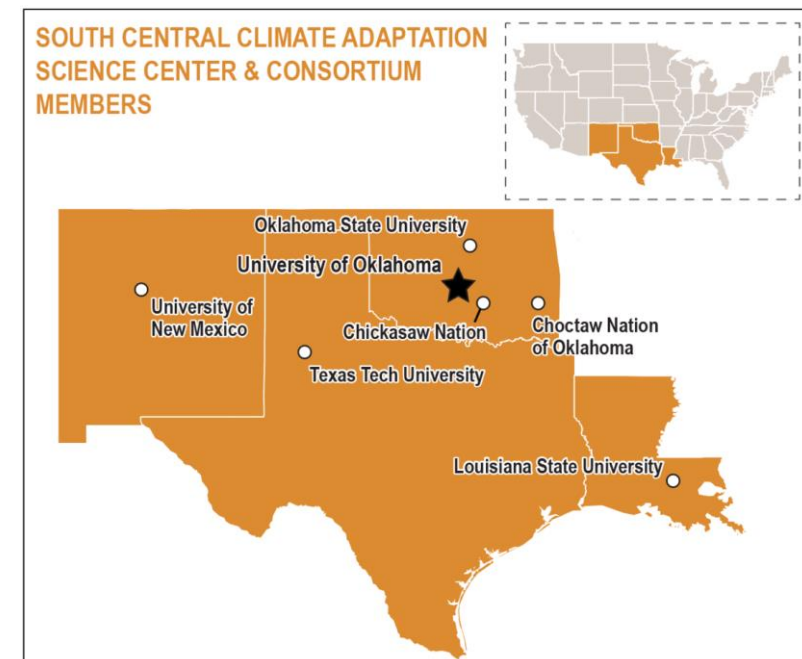 SOUTH CENTRAL CLIMATE ADAPTATION
SCIENCE CENTER & CONSORTIUM
MEMBERS
Oklahoma State University
University of Oklahoma
University of
New Mexico
Chickasaw Nation
Choctaw Nation
of Oklahoma
Texas Tech University
Louisiana State University